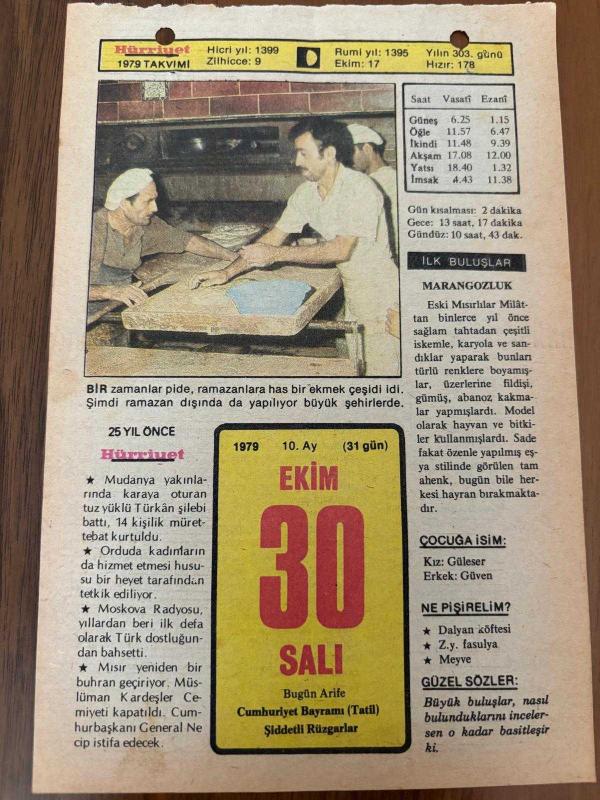 Hürriyet
1979 TAKVİMİ
Hicri yıl: 1399
Zilhicce: 9
Rumi yıl: 1395
Ekim: 17
Yılın 303. günü
Hızır: 178
Saat Vasatî Ezanî
Güneş 6.25 1.15
Öğle 11.57 6.47
İkindi 11.48 9.39
Akşam 17.08 12.00
Yatsı 18.40 1.32
İmsak 4.43 11.38
Gün kısalması: 2 dakika
Gece: 13 saat, 17 dakika
Gündüz: 10 saat, 43 dak.
BİR zamanlar pide, ramazanlara has bir ekmek çeşidi idi.
Şimdi ramazan dışında da yapılıyor büyük şehirlerde.
İLK BULUŞLAR
MARANGOZLUK
Eski Mısırlılar Milât-
tan binlerce yıl önce
sağlam tahtadan çeşitli
iskemle, karyola ve san-
dıklar yaparak bunları
türlü renklere boyamış-
lar, üzerlerine fildişi,
gümüş, abanoz kakma-
lar yapmışlardı. Model
olarak hayvan ve bitki-
ler kullanmışlardı. Sade
fakat özenle yapılmış eş-
ya stilinde görülen tam
ahenk, bugün bile her-
kesi hayran bırakmakta-
dır.
25 YIL ÖNCE
Hürriyet
★ Mudanya yakınla-
rında karaya oturan
tuz yüklü Türkân şilebi
battı, 14 kişilik müret-
tebat kurtuldu.
★ Orduda kadınların
da hizmet etmesi husu-
su bir heyet tarafından
tetkik ediliyor.
★ Moskova Radyosu,
yıllardan beri ilk defa
olarak Türk dostluğun-
dan bahsetti.
★ Mısır yeniden bir
buhran geçiriyor. Müs-
lüman Kardeşler Ce-
miyeti kapatıldı. Cum-
hurbaşkanı General Ne
cip istifa edecek.
1979 10. Ay (31 gün)
EKİM
30
SALI
Bugün Arife
Cumhuriyet Bayramı (Tatil)
Şiddetli Rüzgarlar
ÇOCUĞA İSİM:
Kız: Güleser
Erkek: Güven
NE PİŞİRELİM?
★ Dalyan köftesi
★ Z.y. fasulya
★ Meyve
GÜZEL SÖZLER:
Büyük buluşlar, nasıl
bulunduklarını inceler-
sen o kadar basitleşir
ki.